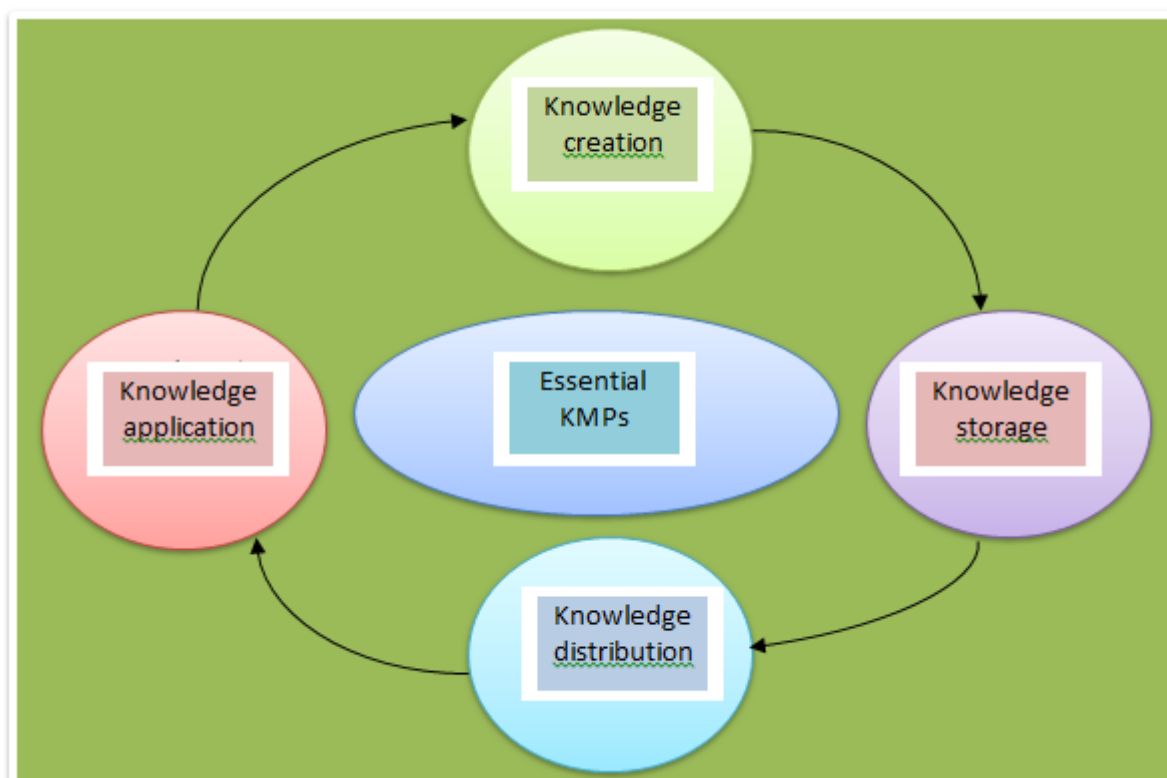 Knowledge
creation
Knowledge
application
Essential
KMPs
Knowledge
storage
Knowledge
distribution